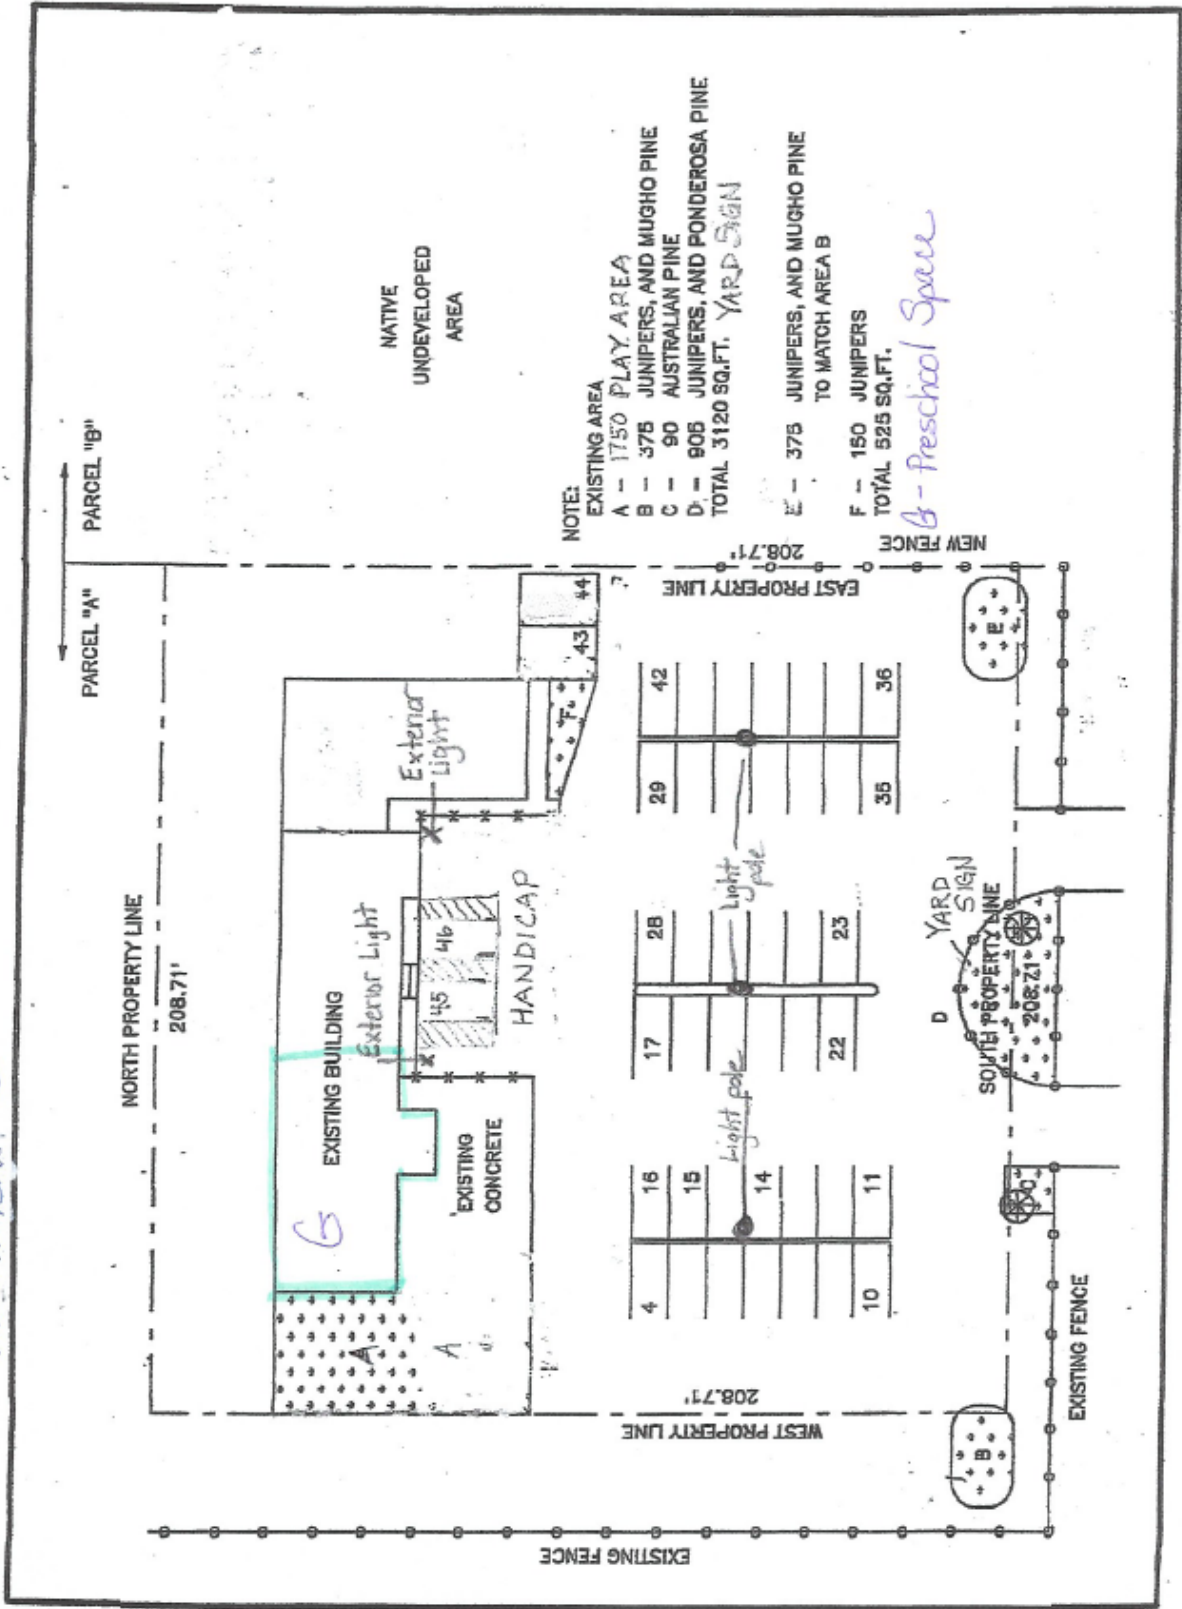 PARCEL "A"
PARCEL "B"
NORTH PROPERTY LINE
208.71'
NATIVE
UNDEVELOPED
AREA
EXISTING BUILDING
G
Exterior Light
Exterior
Light
A
A
EXISTING
CONCRETE
45
46
HANDICAP
F
43
44
NOTE:
EXISTING AREA
A -- 1750 PLAY AREA
B -- 375 JUNIPERS, AND MUGHO PINE
C -- 90 AUSTRALIAN PINE
D -- 905 JUNIPERS, AND PONDEROSA PINE
TOTAL 3120 SQ.FT. YARD SIGN
E -- 375 JUNIPERS, AND MUGHO PINE
TO MATCH AREA B
F -- 150 JUNIPERS
TOTAL 525 SQ.FT.
G - Preschool Space
WEST PROPERTY LINE
208.71'
EAST PROPERTY LINE
208.71'
NEW FENCE
4
16
15
14
10
11
17
28
22
23
29
42
35
36
Light pole
Light
pole
EXISTING FENCE
B
C
D
YARD
SIGN
SOUTH PROPERTY LINE
208.71
E
EXISTING FENCE